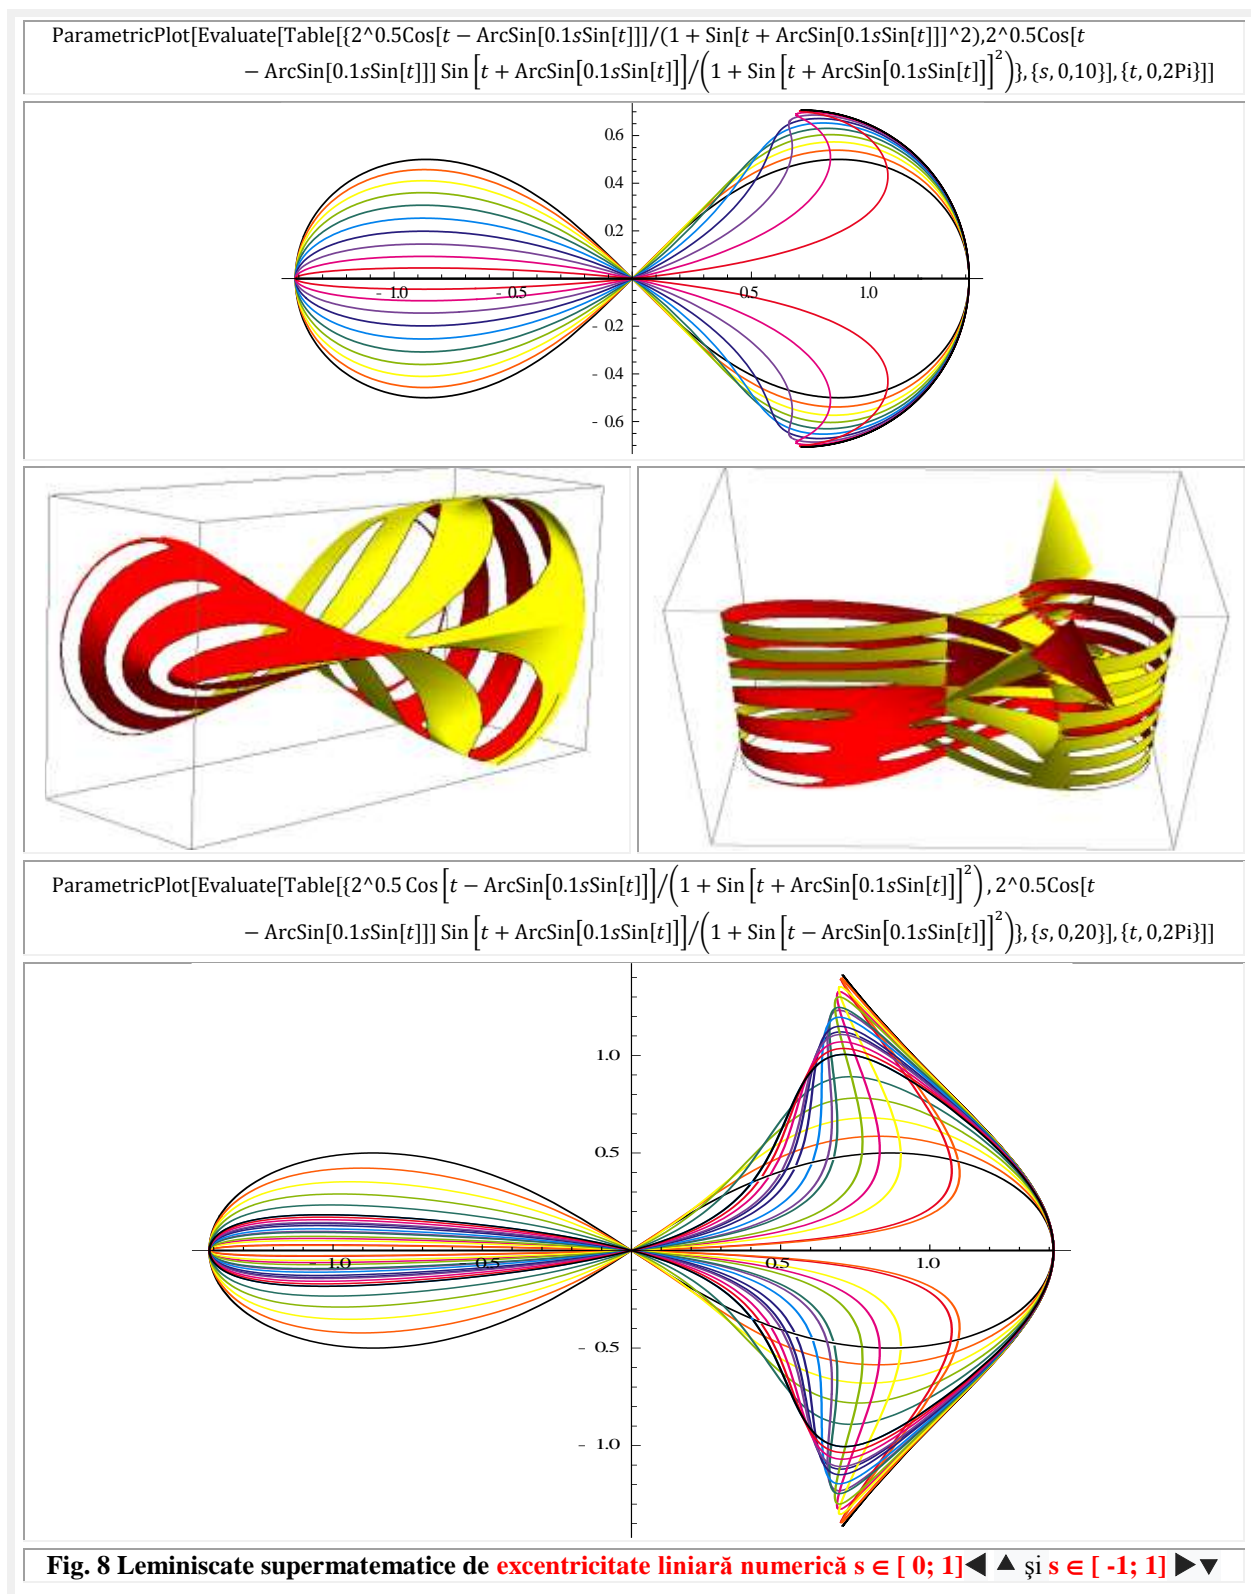 ParametricPlot[Evaluate[Table[{2^0.5Cos[t − ArcSin[0.1sSin[t]]]/(1 + Sin[t + ArcSin[0.1sSin[t]]]^2),2^0.5Cos[t
− ArcSin[0.1sSin[t]]] Sin [t + ArcSin[0.1sSin[t]]]/(1 + Sin [t + ArcSin[0.1sSin[t]]]²)},{s, 0,10}],{t, 0,2Pi}]]
0.6
0.4
0.2
- 1.0 - 0.5 0.5 1.0
- 0.2
- 0.4
- 0.6
ParametricPlot[Evaluate[Table[{2^0.5 Cos [t − ArcSin[0.1sSin[t]]]/(1 + Sin [t + ArcSin[0.1sSin[t]]]²) , 2^0.5Cos[t
− ArcSin[0.1sSin[t]]] Sin [t + ArcSin[0.1sSin[t]]]/(1 + Sin [t − ArcSin[0.1sSin[t]]]²)},{s, 0,20}],{t, 0,2Pi}]]
1.0
0.5
- 1.0 - 0.5 0.5 1.0
- 0.5
- 1.0
Fig. 8 Leminiscate supermatematice de excentricitate liniară numerică s ∈ [ 0; 1]◀ ▲ şi s ∈ [ -1; 1] ▶▼